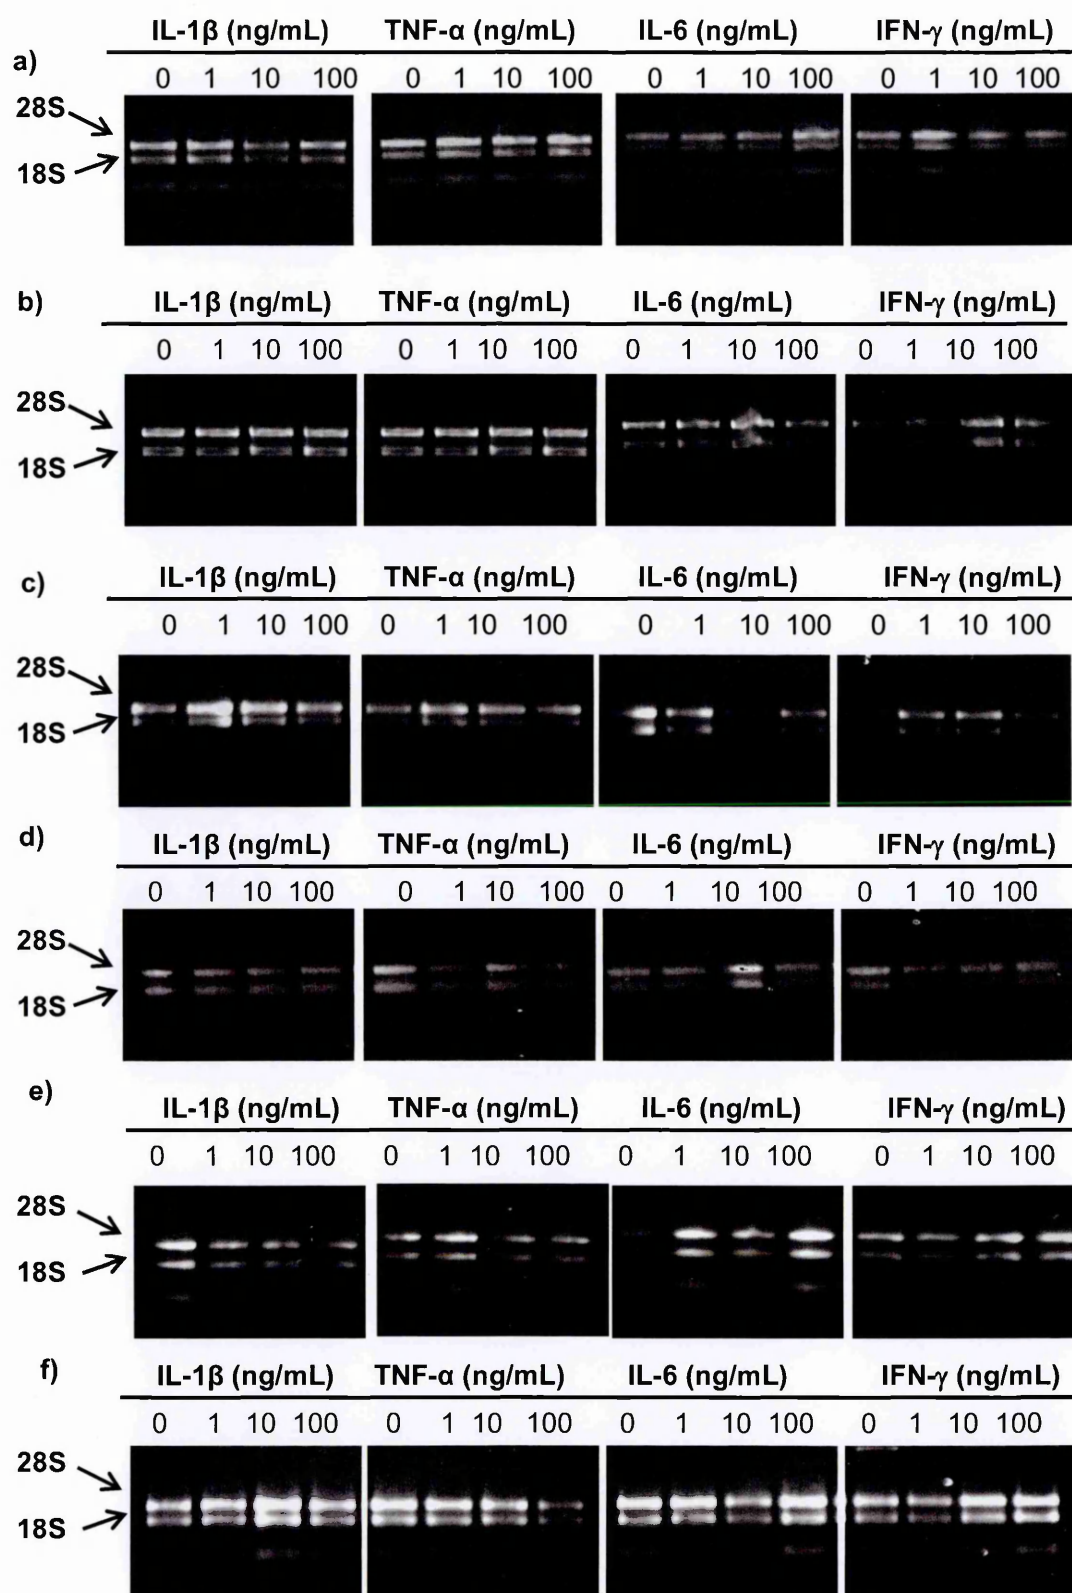 IL-1β (ng/mL) TNF-α (ng/mL) IL-6 (ng/mL) IFN-γ (ng/mL)
a)
0 1 10 100 0 1 10 100 0 1 10 100 0 1 10 100
28S
18S
b) IL-1β (ng/mL) TNF-α (ng/mL) IL-6 (ng/mL) IFN-γ (ng/mL)
0 1 10 100 0 1 10 100 0 1 10 100 0 1 10 100
28S
18S
c) IL-1β (ng/mL) TNF-α (ng/mL) IL-6 (ng/mL) IFN-γ (ng/mL)
0 1 10 100 0 1 10 100 0 1 10 100 0 1 10 100
28S
18S
d) IL-1β (ng/mL) TNF-α (ng/mL) IL-6 (ng/mL) IFN-γ (ng/mL)
0 1 10 100 0 1 10 100 0 1 10 100 0 1 10 100
28S
18S
e)
IL-1β (ng/mL) TNF-α (ng/mL) IL-6 (ng/mL) IFN-γ (ng/mL)
0 1 10 100 0 1 10 100 0 1 10 100 0 1 10 100
28S
18S
f) IL-1β (ng/mL) TNF-α (ng/mL) IL-6 (ng/mL) IFN-γ (ng/mL)
0 1 10 100 0 1 10 100 0 1 10 100 0 1 10 100
28S
18S